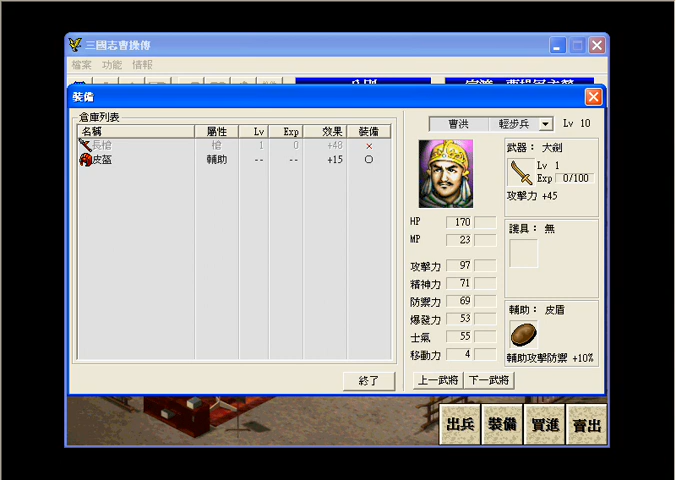 三國志曹操傳
檔案 功能 情報
裝備
倉庫列表
名稱 屬性 Lv Exp 效果 裝備
長槍 槍 1 0 +48 ×
皮盔 輔助 -- -- +15 ○
終了
曹洪 輕步兵 Lv 10
武器： 大劍
Lv 1
Exp 0/100
攻擊力 +45
HP 170
MP 23
護具： 無
攻擊力 97
精神力 71
防禦力 69
爆發力 53
士氣 55
移動力 4
輔助： 皮盾
輔助攻擊防禦 +10%
上一武將 下一武將
出兵 裝備 買進 賣出